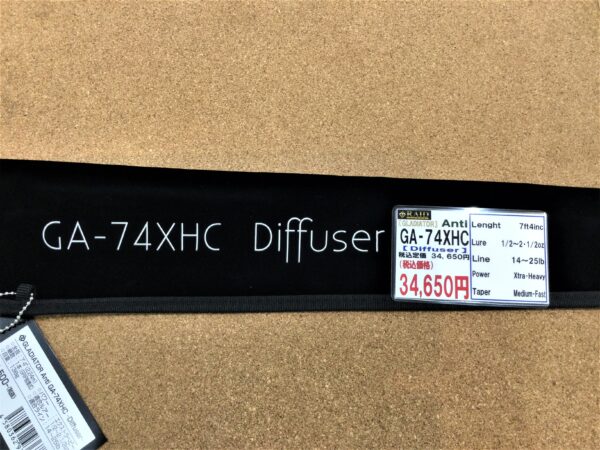 GA-74XHC Diffuser
RAID
[GLADIATOR] Anti
GA-74XHC
[Diffuser]
税込定価 34,650円
(税込価格)
34,650円
Lenght 7ft4inc
Lure 1/2～2・1/2oz
Line 14～25lb
Power Xtra-Heavy
Taper Medium-Fast
GLADIATOR Anti GA-74XHC Diffuser